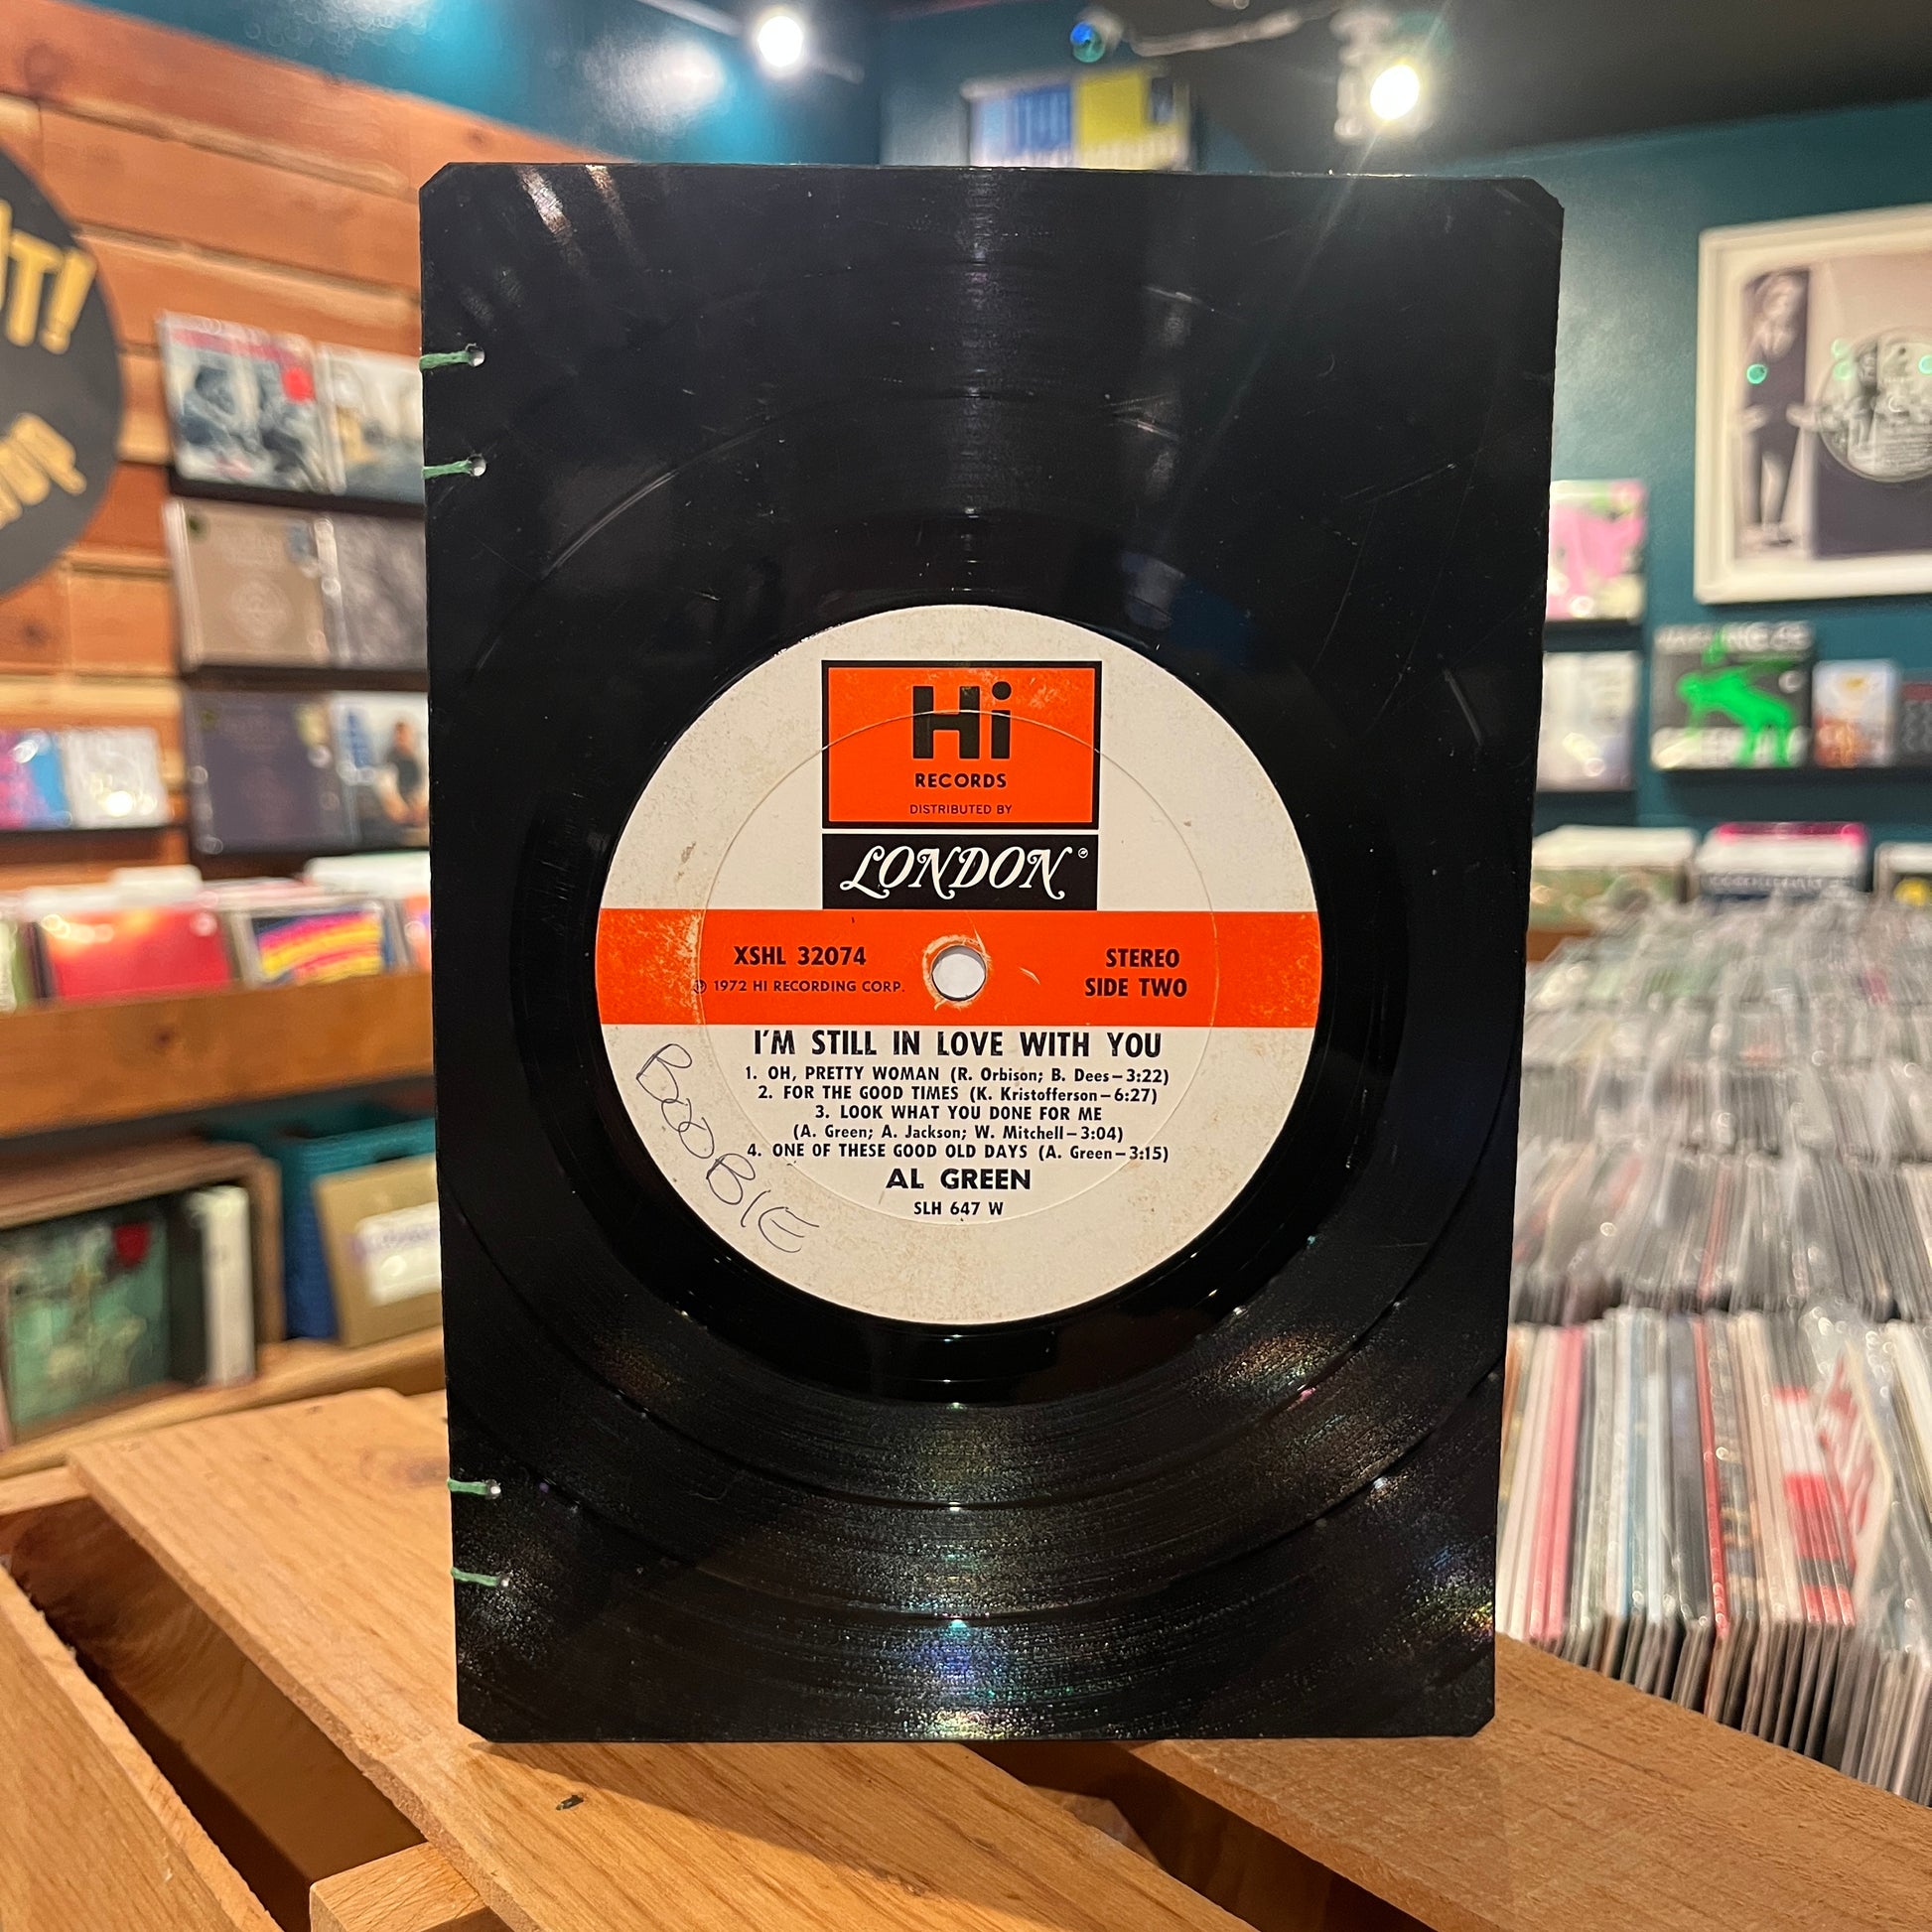 Hi
RECORDS
DISTRIBUTED BY
LONDON®
XSHL 32074
STEREO
℗ 1972 HI RECORDING CORP.
SIDE TWO
I'M STILL IN LOVE WITH YOU
1. OH, PRETTY WOMAN (R. Orbison; B. Dees—3:22)
2. FOR THE GOOD TIMES (K. Kristofferson—6:27)
3. LOOK WHAT YOU DONE FOR ME
(A. Green; A. Jackson; W. Mitchell—3:04)
4. ONE OF THESE GOOD OLD DAYS (A. Green—3:15)
AL GREEN
SLH 647 W
BOOBIE